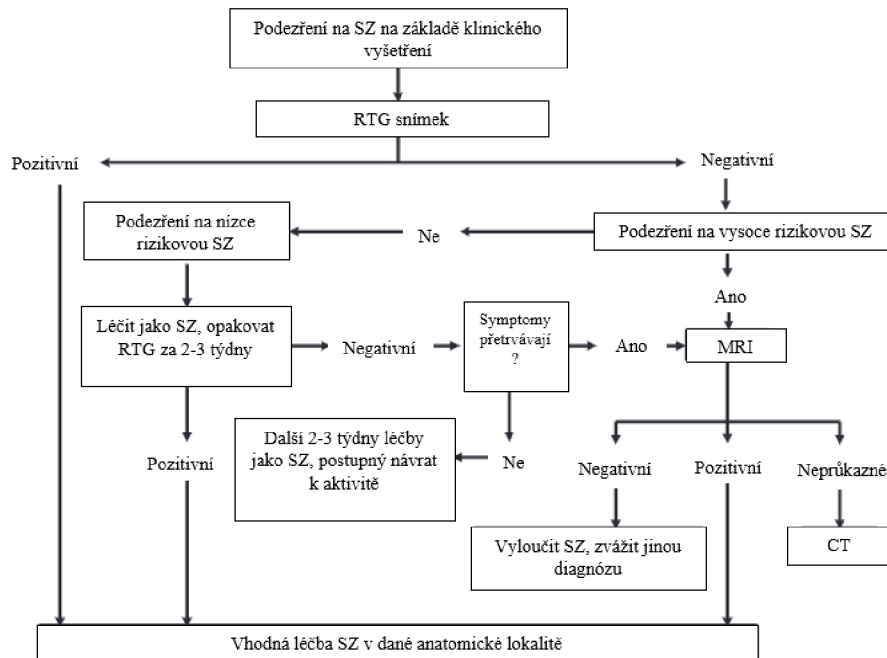 Podezření na SZ na základě klinického
vyšetření
RTG snímek
Pozitivní
Negativní
Podezření na nízce
rizikovou SZ
Ne
Podezření na vysoce rizikovou SZ
Ano
Léčit jako SZ, opakovat
RTG za 2-3 týdny
Negativní
Symptomy
přetrvávají
?
Ano
MRI
Pozitivní
Další 2-3 týdny léčby
jako SZ, postupný návrat
k aktivitě
Ne
Negativní
Pozitivní
Neprůkazné
Vyloučit SZ, zvážit jinou
diagnózu
CT
Vhodná léčba SZ v dané anatomické lokalitě